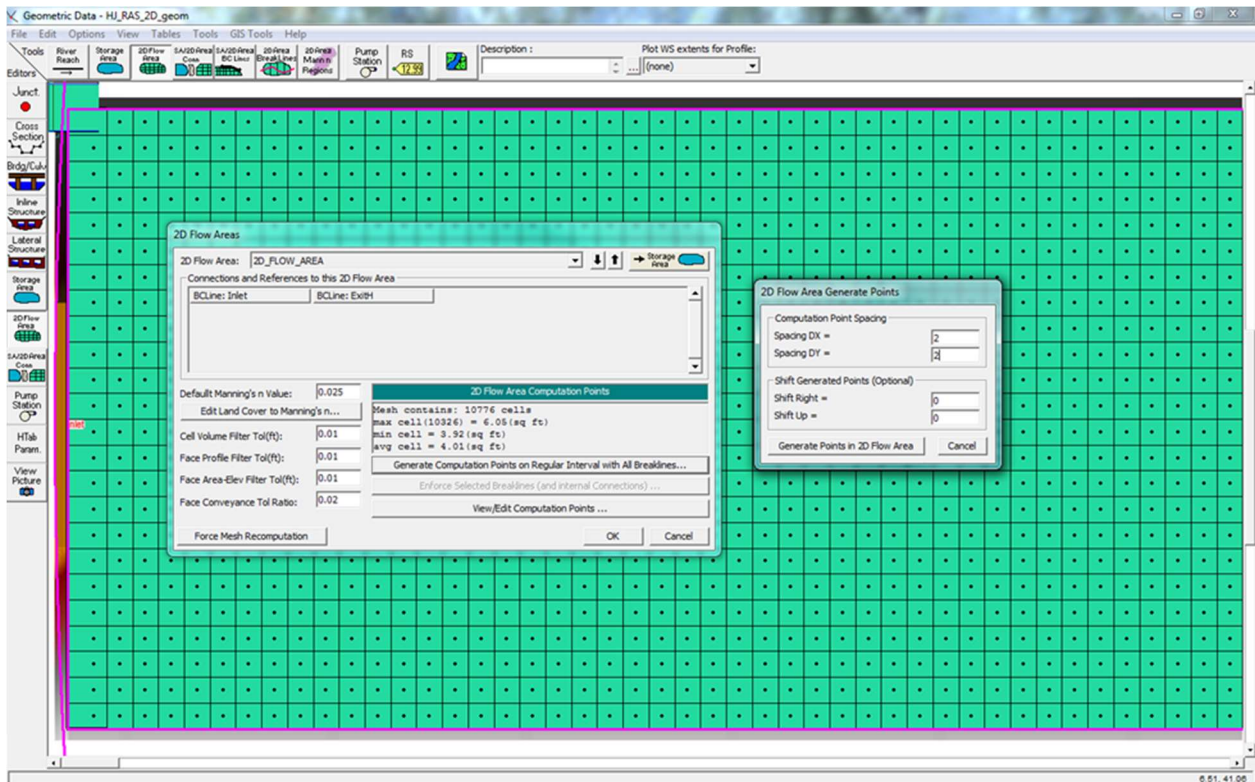 Geometric Data - HJ_RAS_2D_geom
File Edit Options View Tables Tools GIS Tools Help
Tools
Editors
River
Reach
Storage
Area
2D Flow
Area
SA/2D Area
Conn
SA/2D Area
BC Lines
2D Area
BreakLines
2D Area
Mann n
Regions
Pump
Station
RS
Description :
...
Plot WS extents for Profile:
(none)
Junct.
Cross
Section
Brdg/Culv
Inline
Structure
Lateral
Structure
Storage
Area
2D Flow
Area
SA/2D Area
Conn
Pump
Station
HTab
Param.
View
Picture
Inlet
2D Flow Areas
2D Flow Area: 2D_FLOW_AREA
Storage
Area
Connections and References to this 2D Flow Area
BCLine: Inlet BCLine: ExitH
Default Manning's n Value: 0.025
Edit Land Cover to Manning's n...
Cell Volume Filter Tol(ft): 0.01
Face Profile Filter Tol(ft): 0.01
Face Area-Elev Filter Tol(ft): 0.01
Face Conveyance Tol Ratio: 0.02
2D Flow Area Computation Points
Mesh contains: 10776 cells
max cell(10326) = 6.05(sq ft)
min cell = 3.92(sq ft)
avg cell = 4.01(sq ft)
Generate Computation Points on Regular Interval with All Breaklines...
Enforce Selected Breaklines (and internal Connections) ...
View/Edit Computation Points ...
Force Mesh Recomputation
OK
Cancel
2D Flow Area Generate Points
Computation Point Spacing
Spacing DX = 2
Spacing DY = 2
Shift Generated Points (Optional)
Shift Right = 0
Shift Up = 0
Generate Points in 2D Flow Area
Cancel
6.51, 41.06